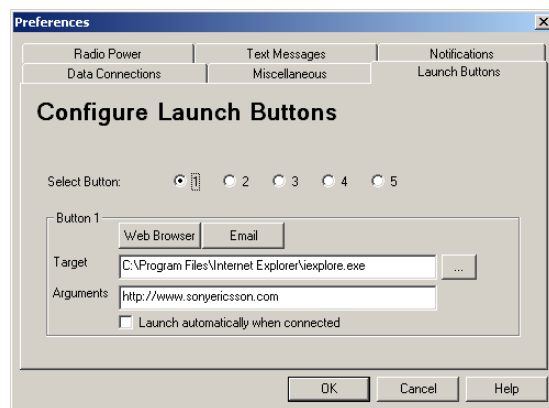 Preferences
Radio Power Text Messages Notifications
Data Connections Miscellaneous Launch Buttons
Configure Launch Buttons
Select Button: 1 2 3 4 5
Button 1
Web Browser Email
Target C:\Program Files\Internet Explorer\iexplore.exe ...
Arguments http://www.sonyericsson.com
Launch automatically when connected
OK Cancel Help